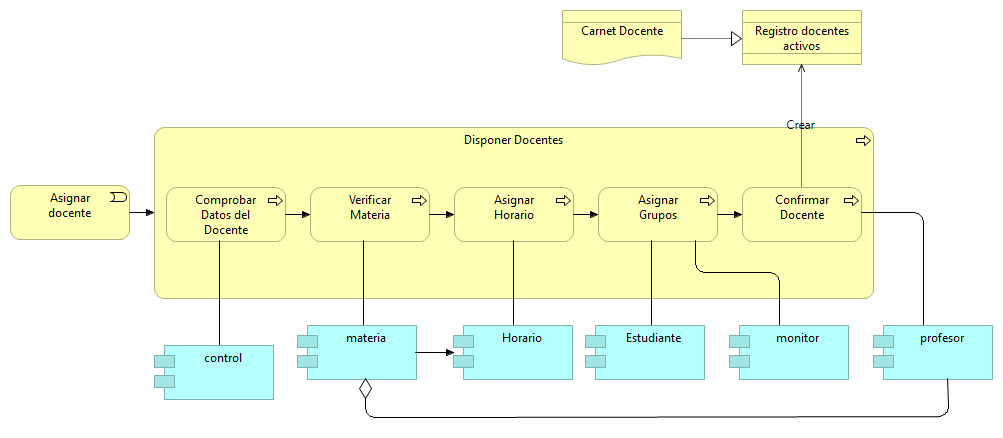 Carnet Docente
Registro docentes
activos
Crear
Disponer Docentes
Asignar
docente
Comprobar
Datos del
Docente
Verificar
Materia
Asignar
Horario
Asignar
Grupos
Confirmar
Docente
control
materia
Horario
Estudiante
monitor
profesor